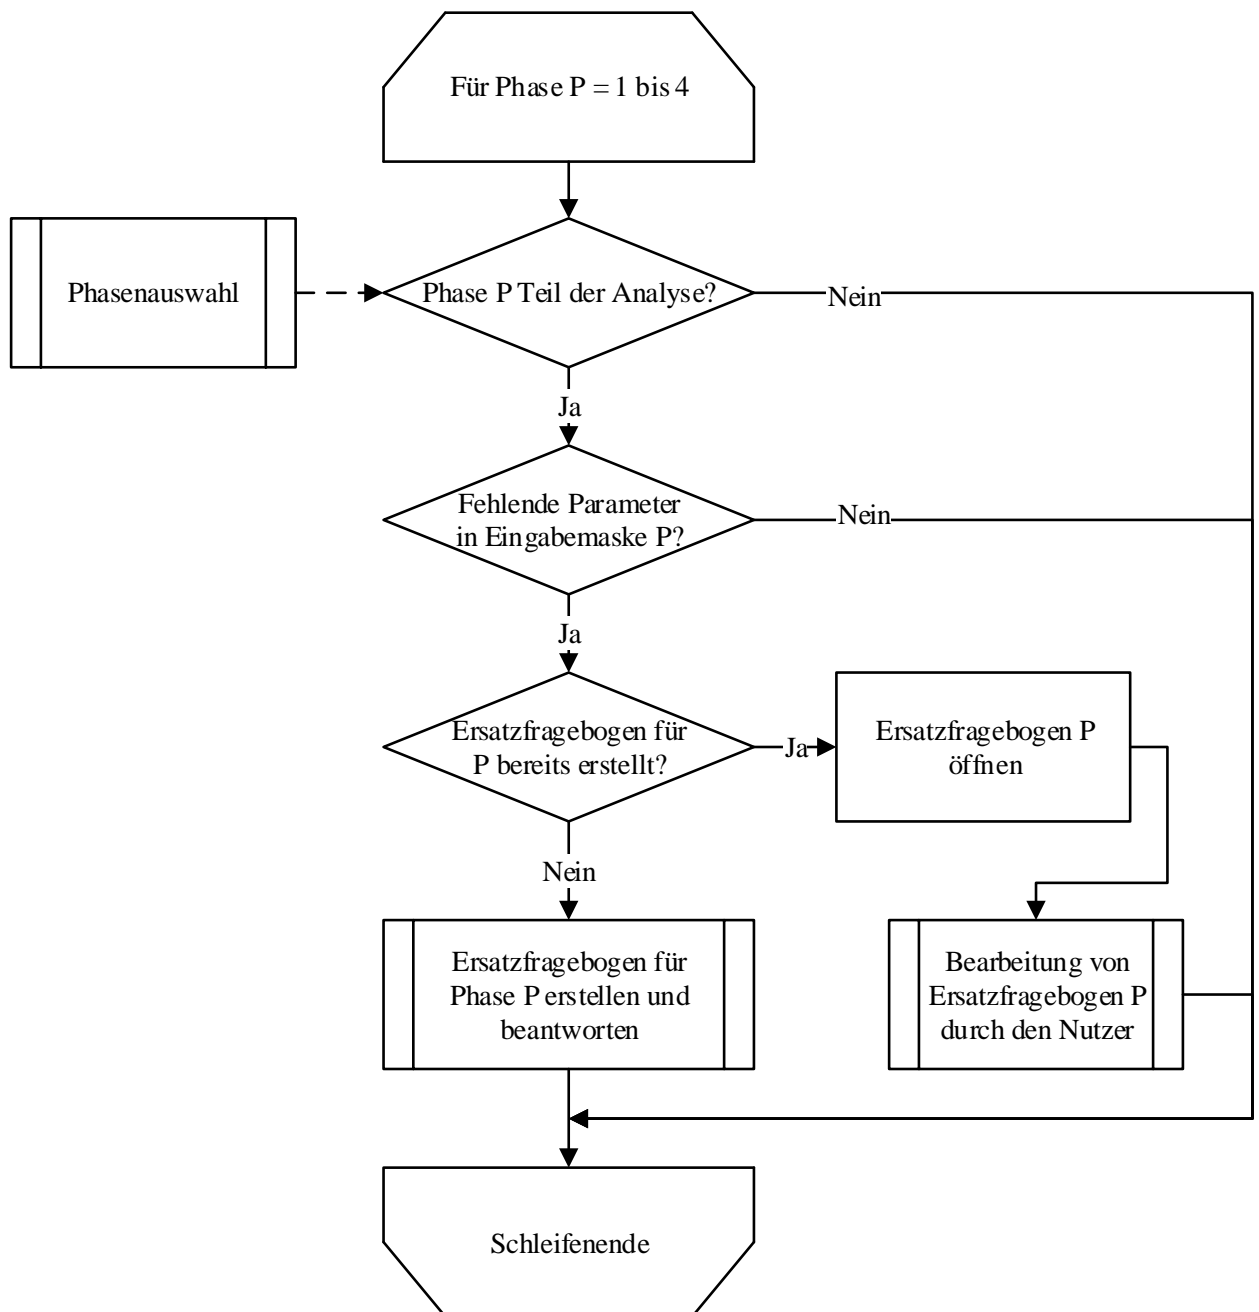 Für Phase P = 1 bis 4
Phasenauswahl
Phase P Teil der Analyse?
Nein
Ja
Fehlende Parameter
in Eingabemaske P?
Nein
Ja
Ersatzfragebogen für
P bereits erstellt?
Ja
Ersatzfragebogen P
öffnen
Nein
Ersatzfragebogen für
Phase P erstellen und
beantworten
Bearbeitung von
Ersatzfragebogen P
durch den Nutzer
Schleifenende